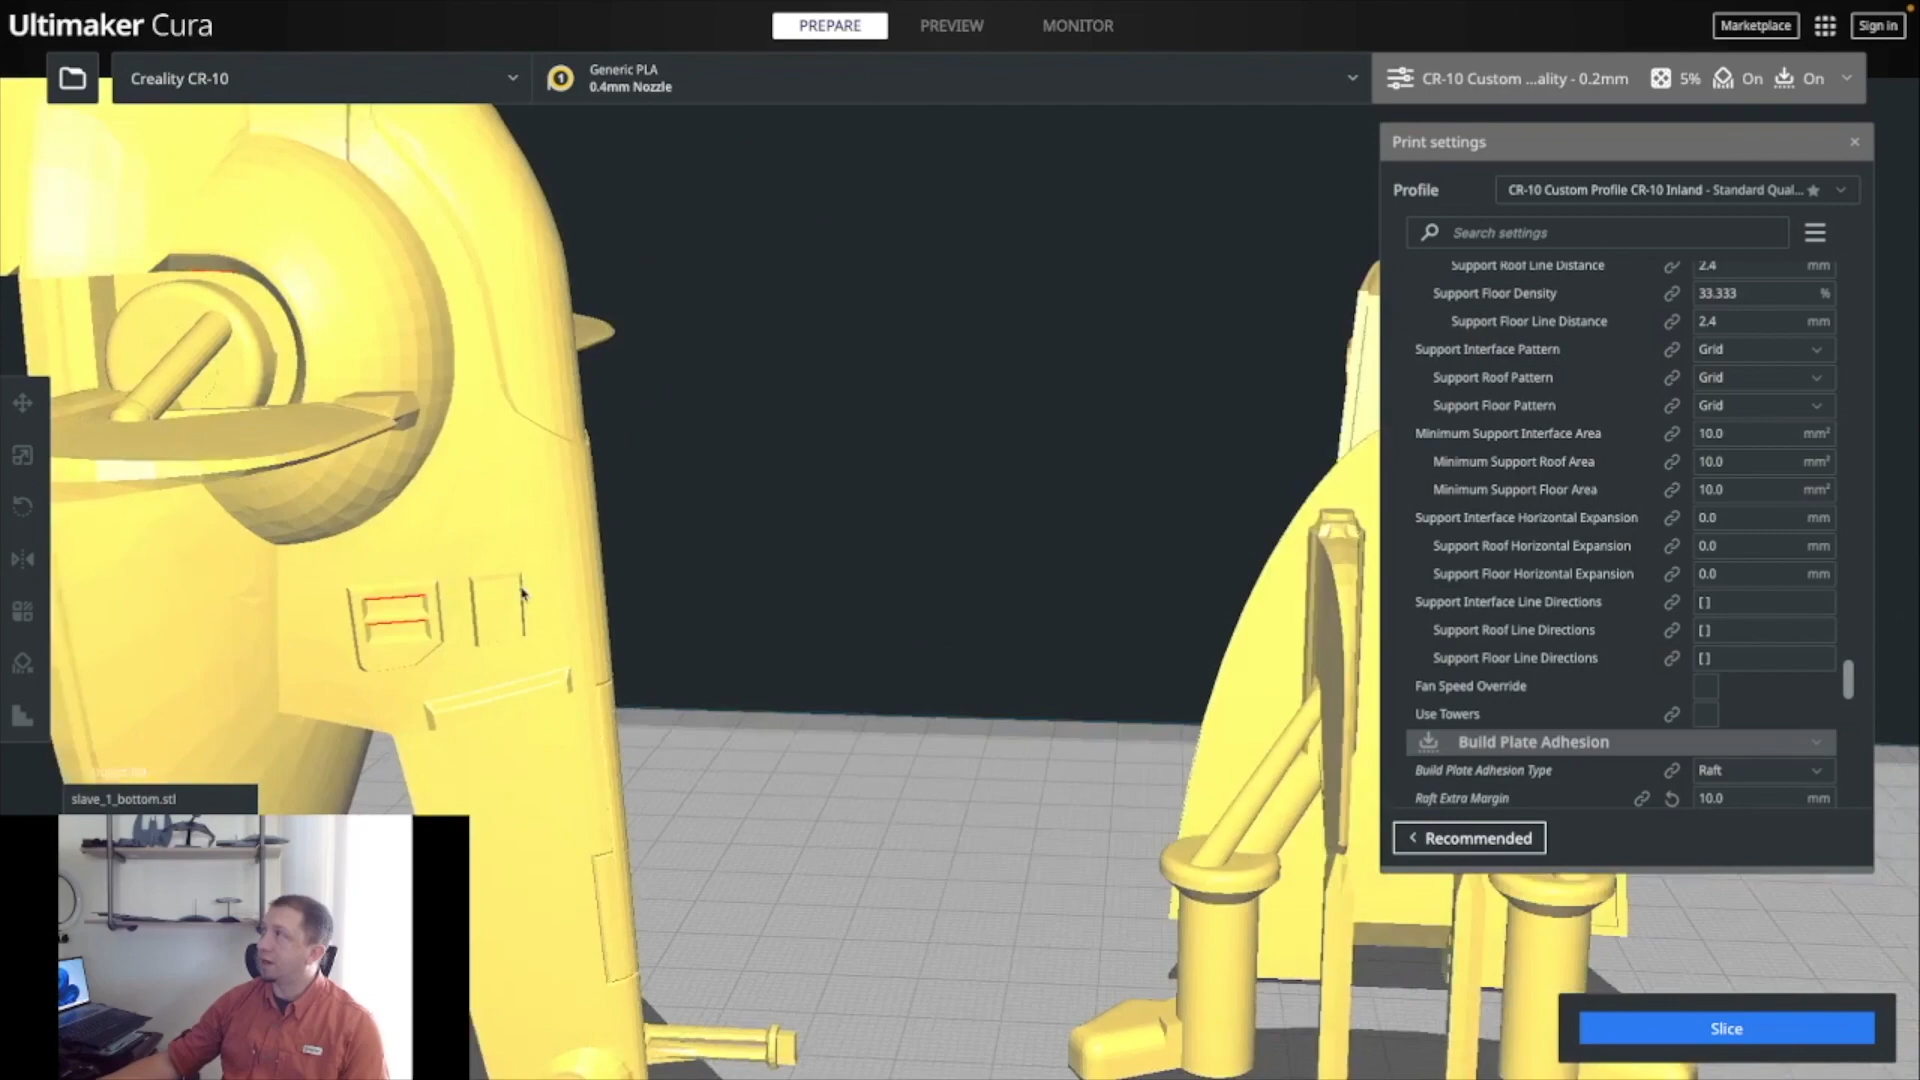 Ultimaker Cura
PREPARE
PREVIEW
MONITOR
Marketplace
Sign in
Creality CR-10
1
Generic PLA
0.4mm Nozzle
CR-10 Custom ...ality - 0.2mm
5%
On
On
Print settings
Profile
CR-10 Custom Profile CR-10 Inland - Standard Qual...
Search settings
Support Roof Line Distance 2.4 mm
Support Floor Density 33.333 %
Support Floor Line Distance 2.4 mm
Support Interface Pattern Grid
Support Roof Pattern Grid
Support Floor Pattern Grid
Minimum Support Interface Area 10.0 mm²
Minimum Support Roof Area 10.0 mm²
Minimum Support Floor Area 10.0 mm²
Support Interface Horizontal Expansion 0.0 mm
Support Roof Horizontal Expansion 0.0 mm
Support Floor Horizontal Expansion 0.0 mm
Support Interface Line Directions []
Support Roof Line Directions []
Support Floor Line Directions []
Fan Speed Override
Use Towers
Build Plate Adhesion
Build Plate Adhesion Type Raft
Raft Extra Margin 10.0 mm
Recommended
slave_1_bottom.stl
Slice